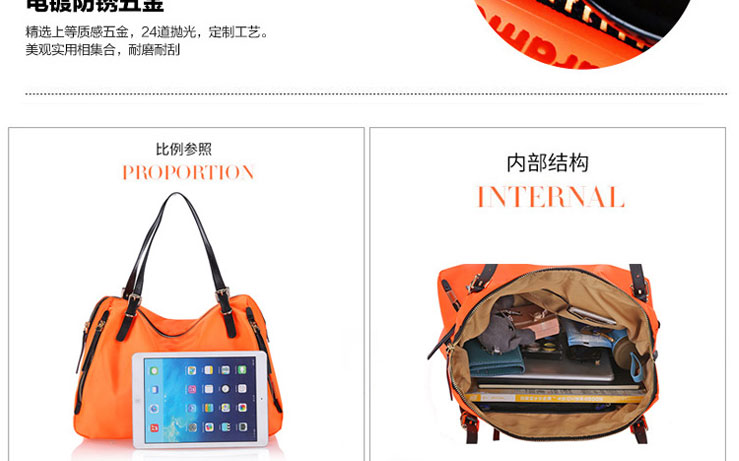 电镀防锈五金
精选上等质感五金，24道抛光，定制工艺。
美观实用相集合，耐磨耐刮
比例参照
PROPORTION
内部结构
INTERNAL